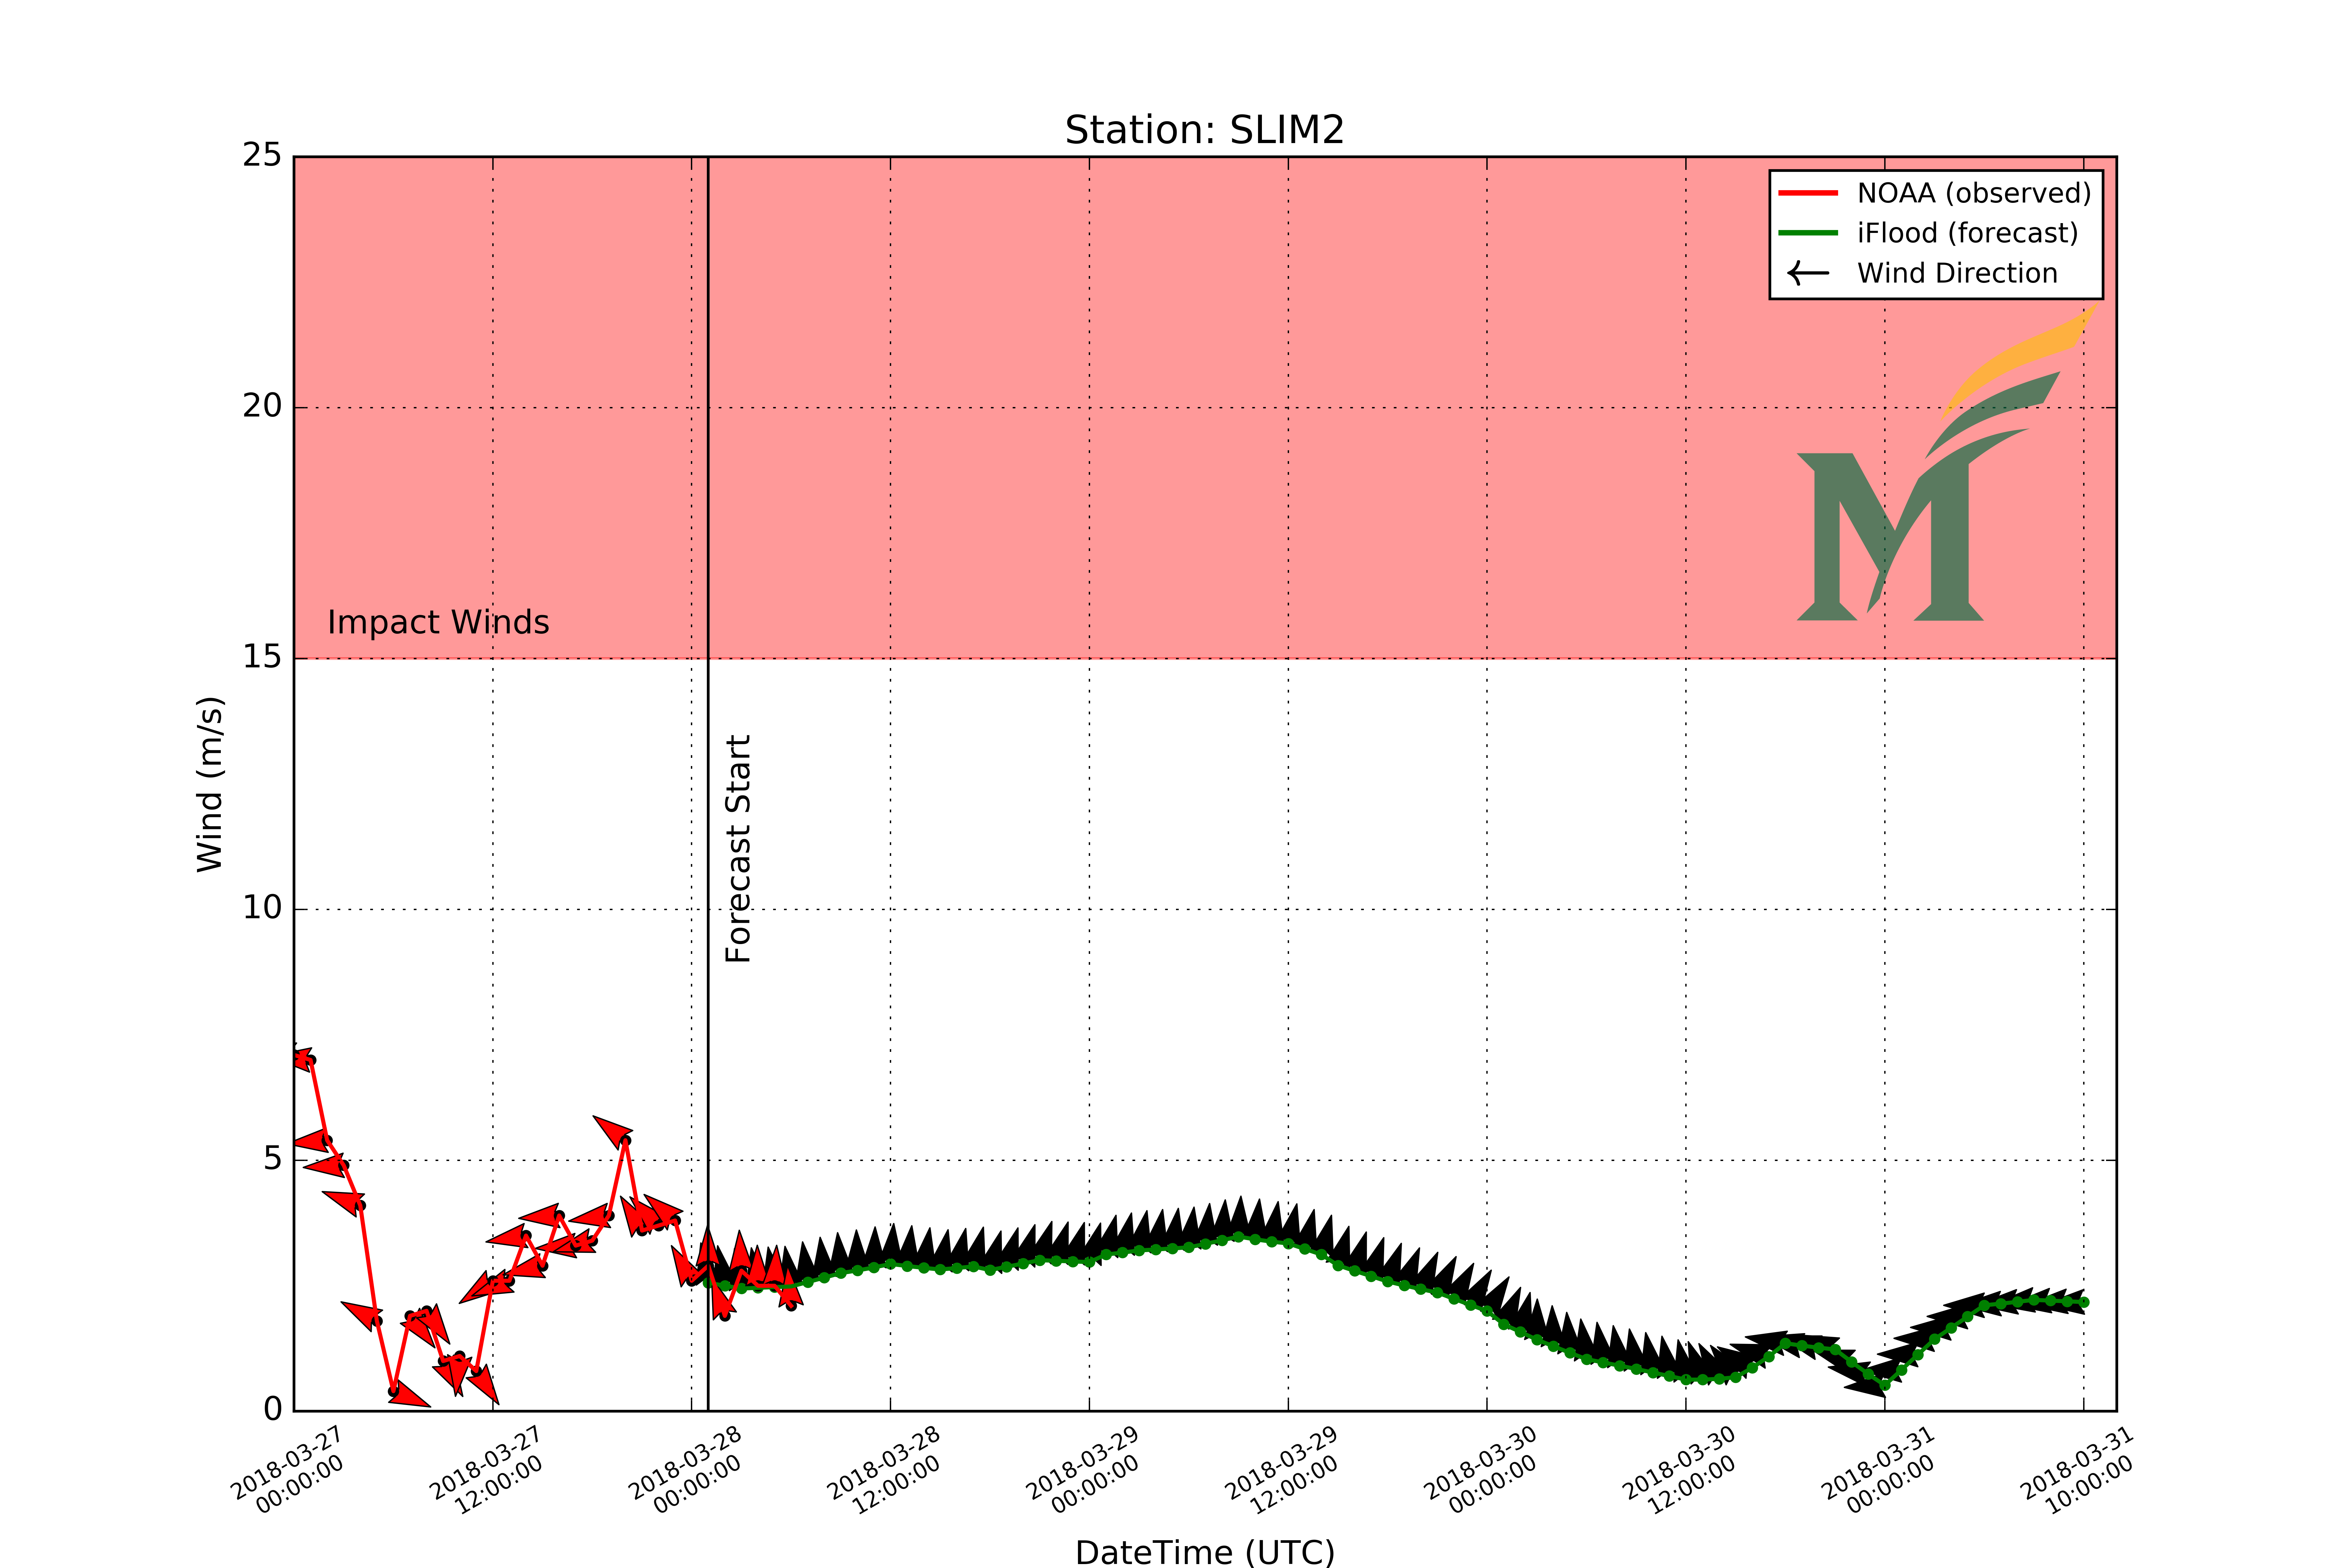 Station: SLIM2
25
20
15
10
5
0
Wind (m/s)
NOAA (observed)
iFlood (forecast)
Wind Direction
M
Impact Winds
Forecast Start
2018-03-27
00:00:00
2018-03-27
12:00:00
2018-03-28
00:00:00
2018-03-28
12:00:00
2018-03-29
00:00:00
2018-03-29
12:00:00
2018-03-30
00:00:00
2018-03-30
12:00:00
2018-03-31
00:00:00
2018-03-31
10:00:00
DateTime (UTC)